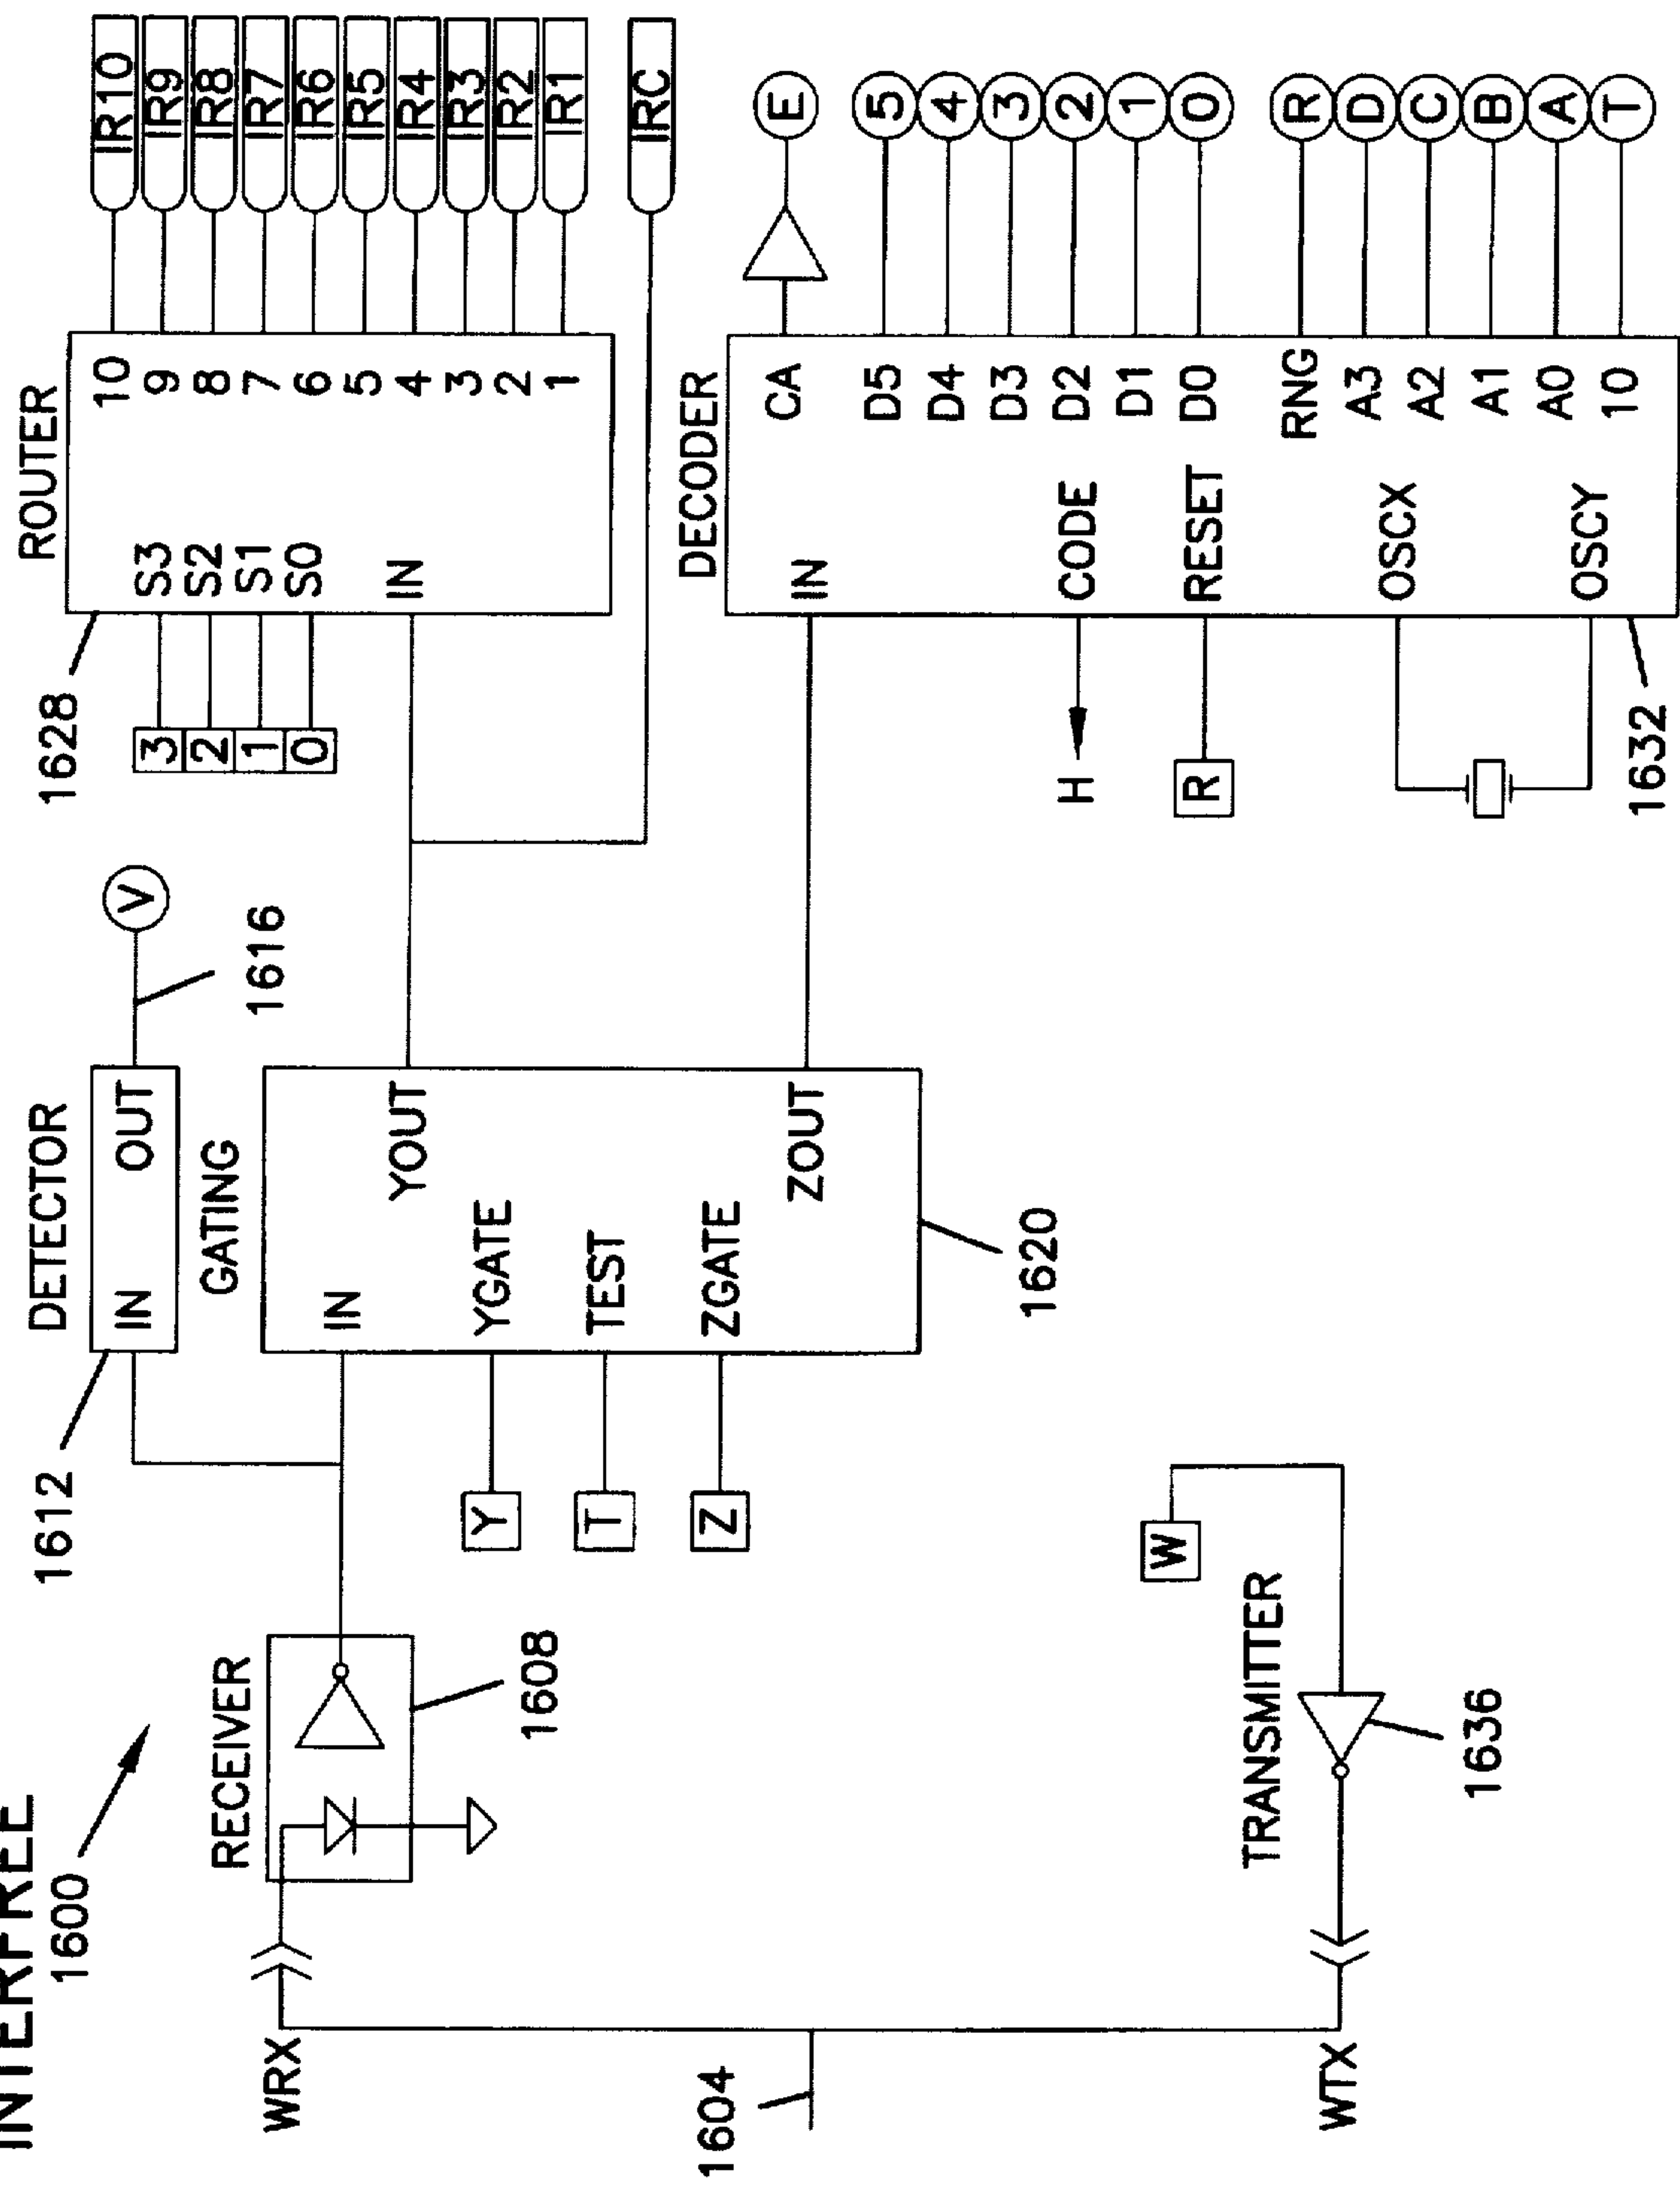 1600
WRX
RECEIVER
1608
1604
WTX
TRANSMITTER
1636
W
1612
DETECTOR
IN OUT
1616
V
GATING
IN
YOUT
YGATE
TEST
ZGATE
ZOUT
Y
T
Z
1620
1628
ROUTER
3 S3
2 S2
1 S1
0 S0
IN
10 IR10
9 IR9
8 IR8
7 IR7
6 IR6
5 IR5
4 IR4
3 IR3
2 IR2
1 IR1
IRC
DECODER
IN
CA E
D5 5
D4 4
D3 3
H CODE D2 2
D1 1
R RESET D0 0
RNG R
A3 D
OSCX A2 C
A1 B
A0 A
OSCY 10 T
1632